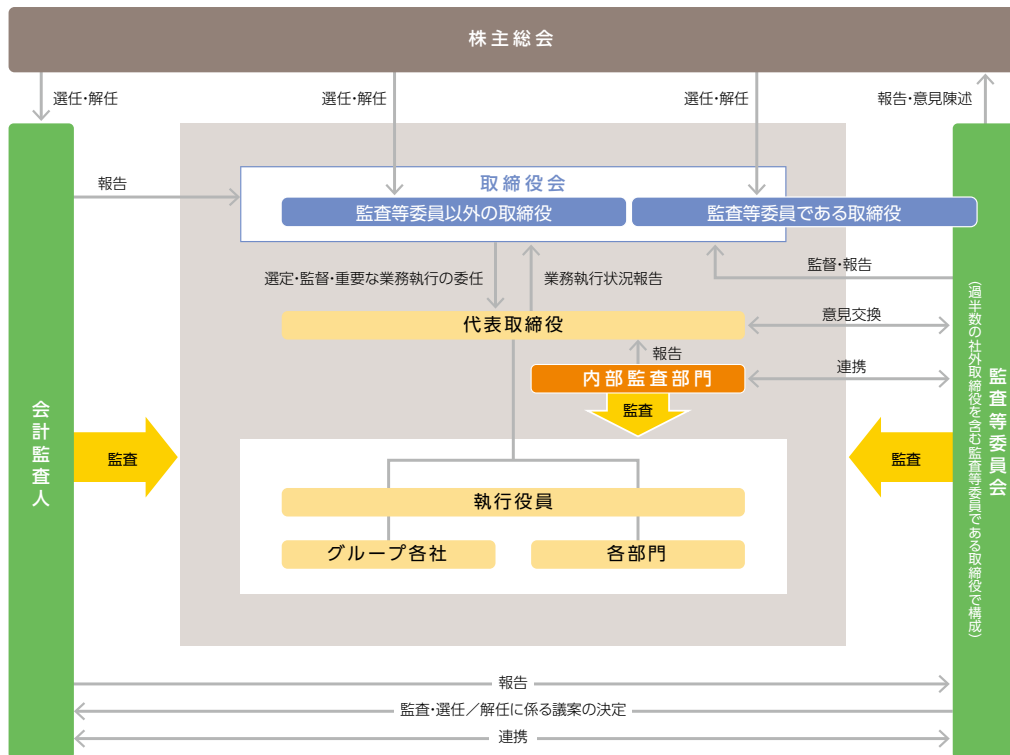 株主総会
選任・解任
選任・解任
選任・解任
報告・意見陳述
報告
取締役会
監査等委員以外の取締役
監査等委員である取締役
監督・報告
選定・監督・重要な業務執行の委任
業務執行状況報告
代表取締役
意見交換
報告
内部監査部門
連携
監査
会計監査人
監査
監査
監査等委員会
(過半数の社外取締役を含む監査等委員である取締役で構成)
執行役員
グループ各社
各部門
報告
監査・選任/解任に係る議案の決定
連携